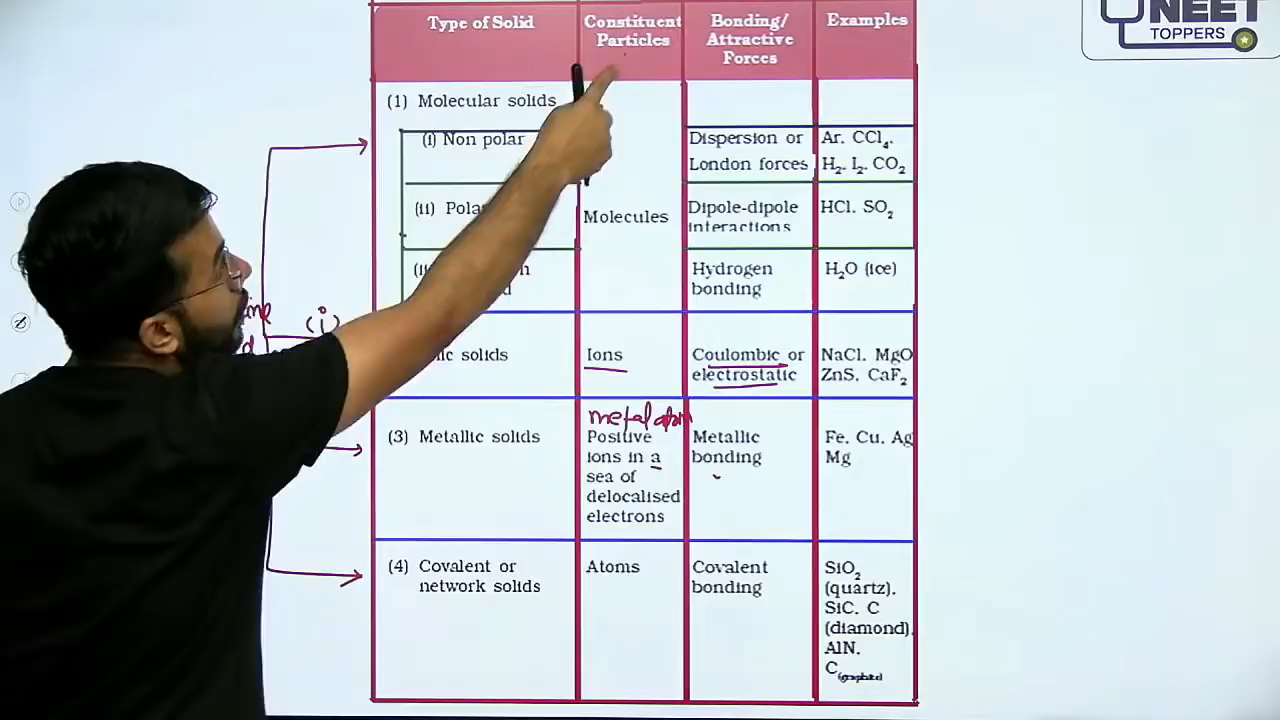 NEET
TOPPERS
Type of Solid
Constituent
Particles
Bonding/
Attractive
Forces
Examples
(1) Molecular solids
(i) Non polar
Dispersion or
London forces
Ar. CCl₄.
H₂. I₂. CO₂
(ii)
Molecules
Dipole-dipole
interactions
HCl. SO₂
Hydrogen
bonding
H₂O (ice)
(i)
solids
Ions
Coulombic or
electrostatic
NaCl. MgO
ZnS. CaF₂
metal atom
(3) Metallic solids
Positive
ions in a
sea of
delocalised
electrons
Metallic
bonding
Fe. Cu. Ag
Mg
(4) Covalent or
network solids
Atoms
Covalent
bonding
SiO₂
(quartz).
SiC. C
(diamond).
AlN.
C(graphite)